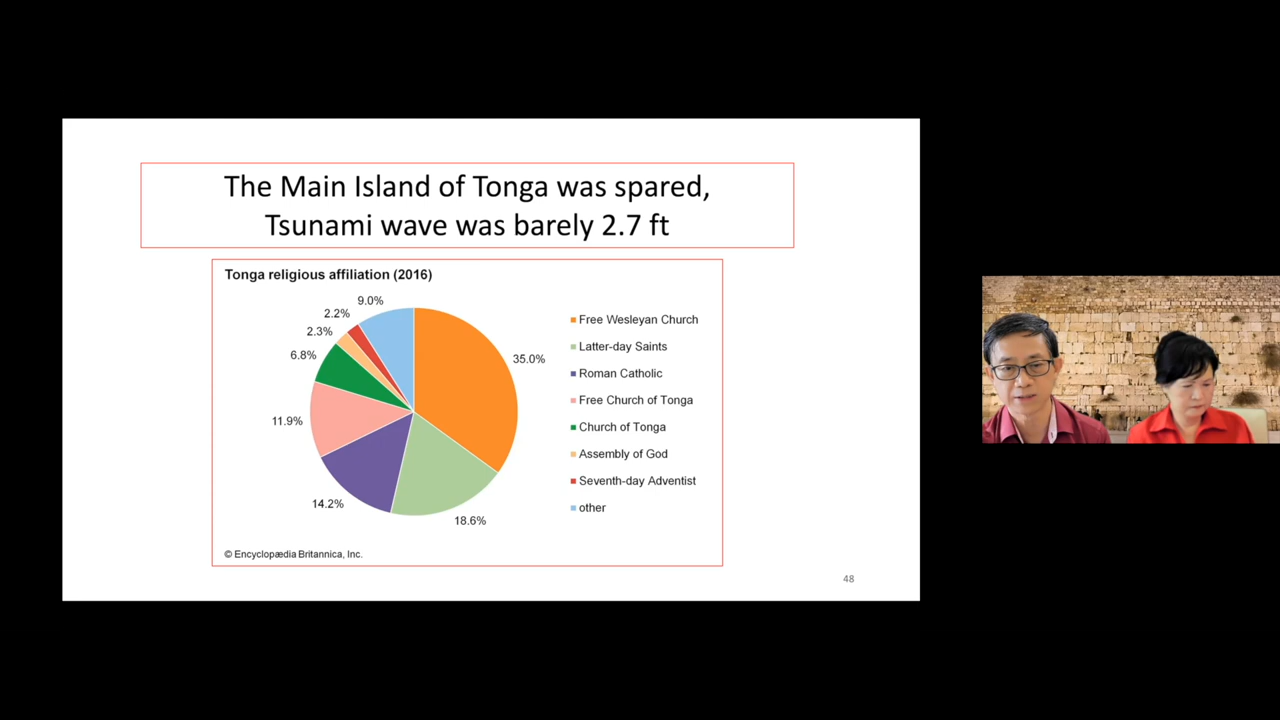 The Main Island of Tonga was spared,
Tsunami wave was barely 2.7 ft
Tonga religious affiliation (2016)
9.0%
2.2%
2.3%
6.8%
11.9%
14.2%
18.6%
35.0%
Free Wesleyan Church
Latter-day Saints
Roman Catholic
Free Church of Tonga
Church of Tonga
Assembly of God
Seventh-day Adventist
other
© Encyclopædia Britannica, Inc.
48